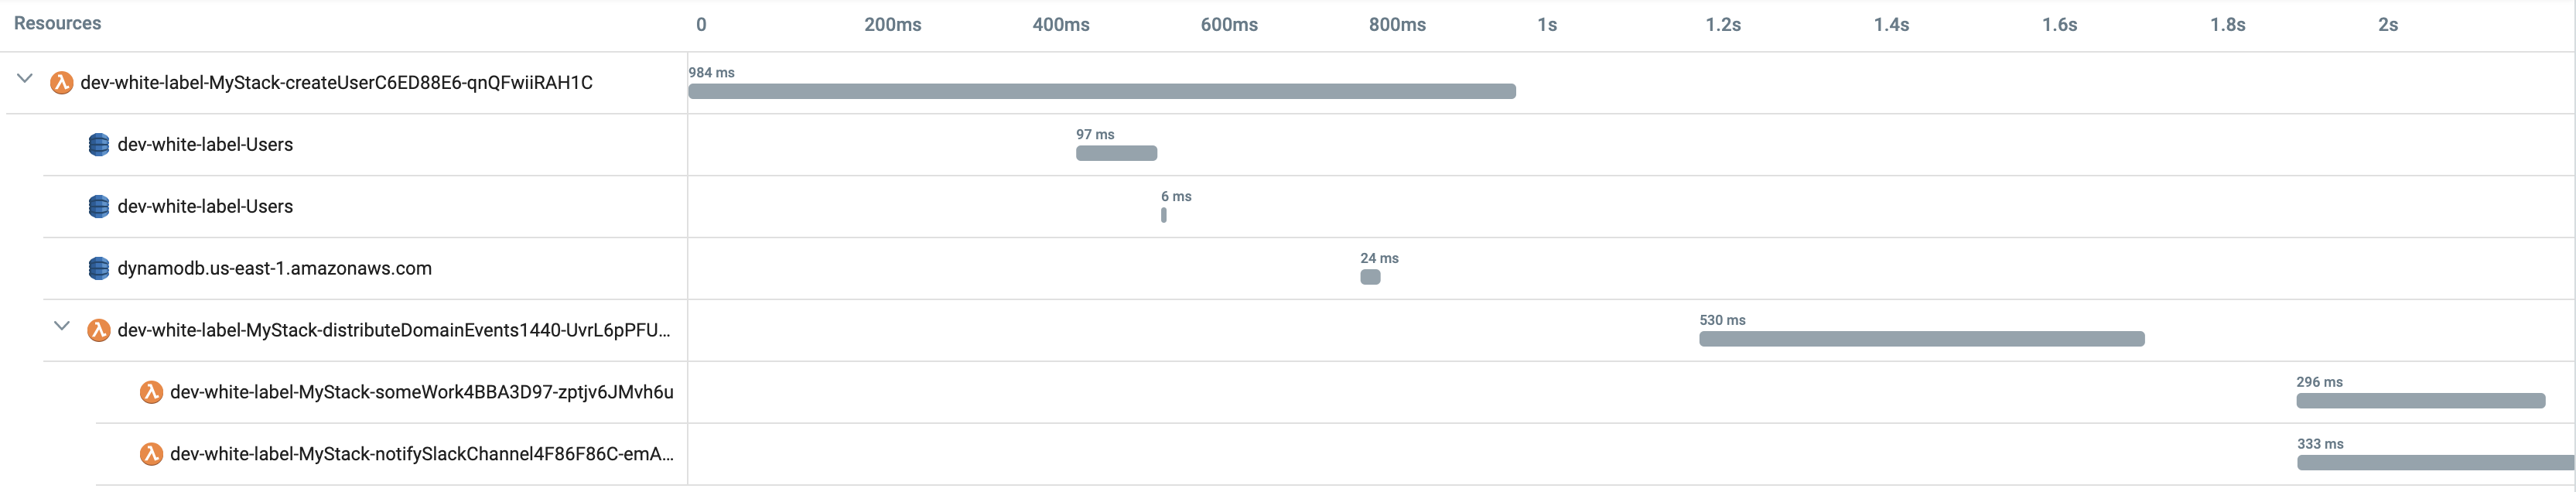 Resources 0 200ms 400ms 600ms 800ms 1s 1.2s 1.4s 1.6s 1.8s 2s
984 ms
dev-white-label-MyStack-createUserC6ED88E6-qnQFwiiRAH1C
97 ms
dev-white-label-Users
6 ms
dev-white-label-Users
24 ms
dynamodb.us-east-1.amazonaws.com
530 ms
dev-white-label-MyStack-distributeDomainEvents1440-UvrL6pPFU...
296 ms
dev-white-label-MyStack-someWork4BBA3D97-zptjv6JMvh6u
333 ms
dev-white-label-MyStack-notifySlackChannel4F86F86C-emA...